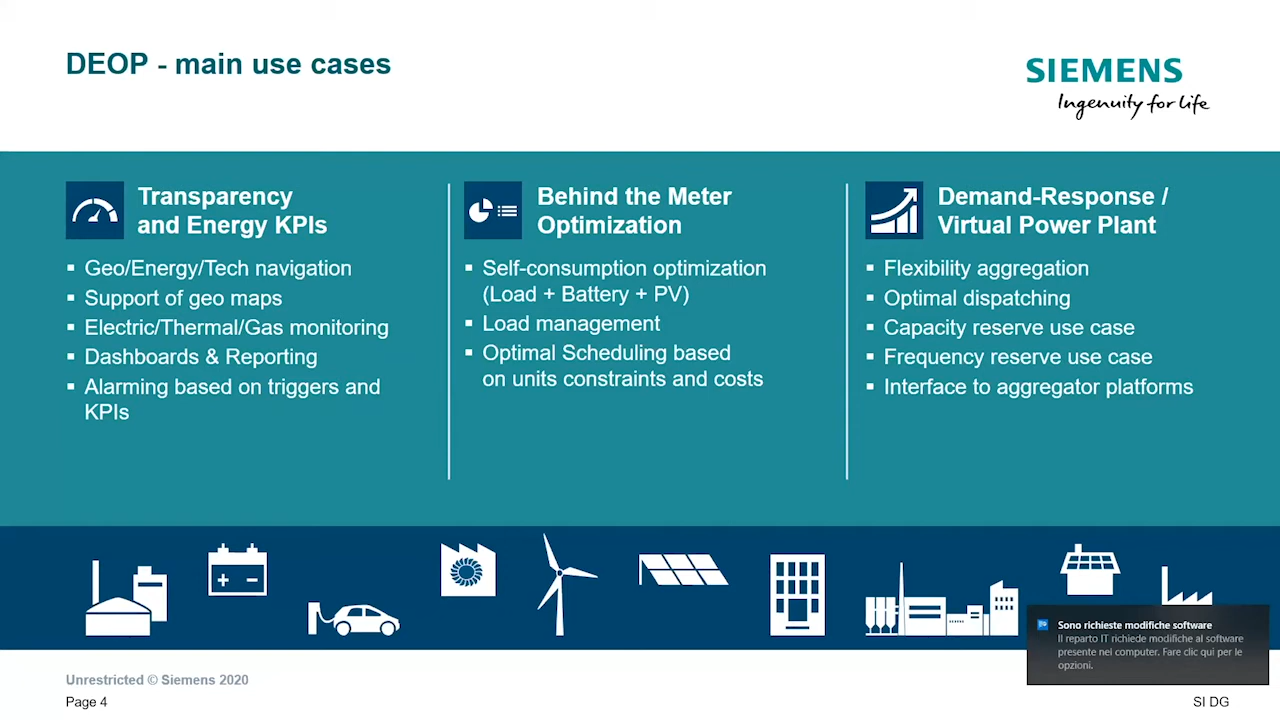 DEOP - main use cases
SIEMENS
Ingenuity for life
Transparency
and Energy KPIs
▪ Geo/Energy/Tech navigation
▪ Support of geo maps
▪ Electric/Thermal/Gas monitoring
▪ Dashboards & Reporting
▪ Alarming based on triggers and
KPIs
Behind the Meter
Optimization
▪ Self-consumption optimization
(Load + Battery + PV)
▪ Load management
▪ Optimal Scheduling based
on units constraints and costs
Demand-Response /
Virtual Power Plant
▪ Flexibility aggregation
▪ Optimal dispatching
▪ Capacity reserve use case
▪ Frequency reserve use case
▪ Interface to aggregator platforms
Sono richieste modifiche software
Il reparto IT richiede modifiche al software
presente nel computer. Fare clic qui per le
opzioni.
Unrestricted © Siemens 2020
Page 4
SI DG